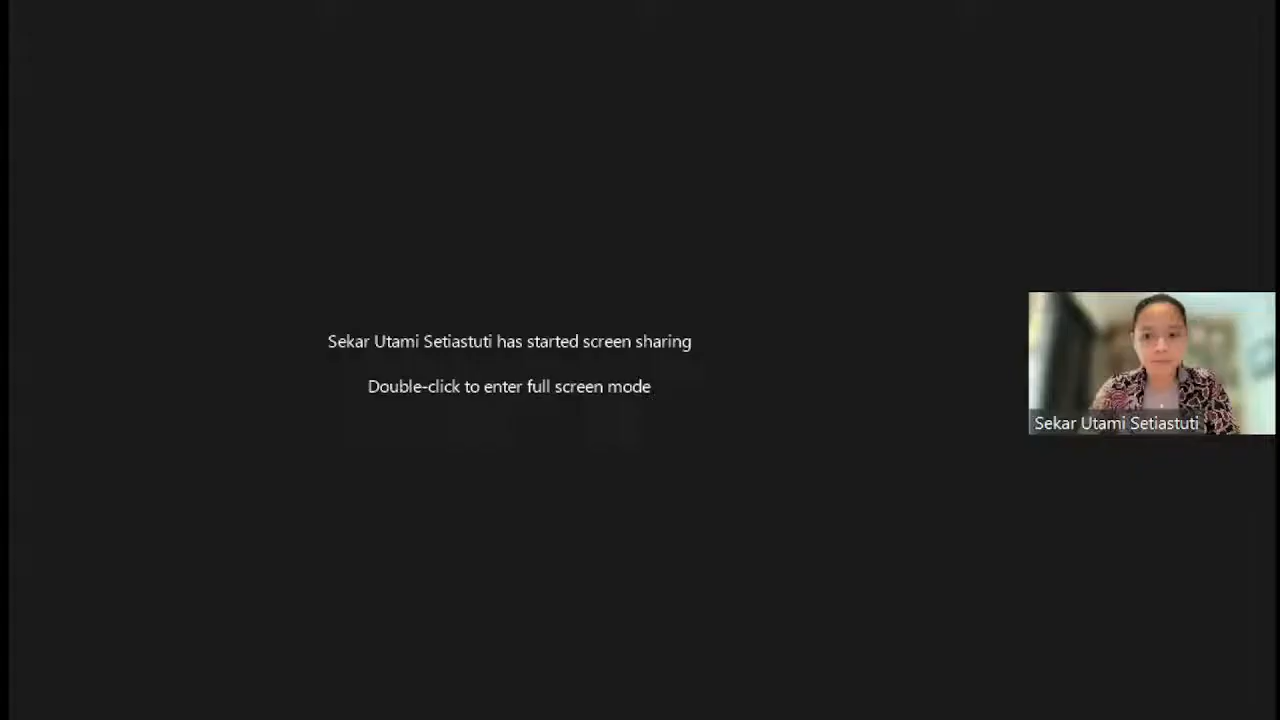 Sekar Utami Setiastuti has started screen sharing
Double-click to enter full screen mode
Sekar Utami Setiastuti